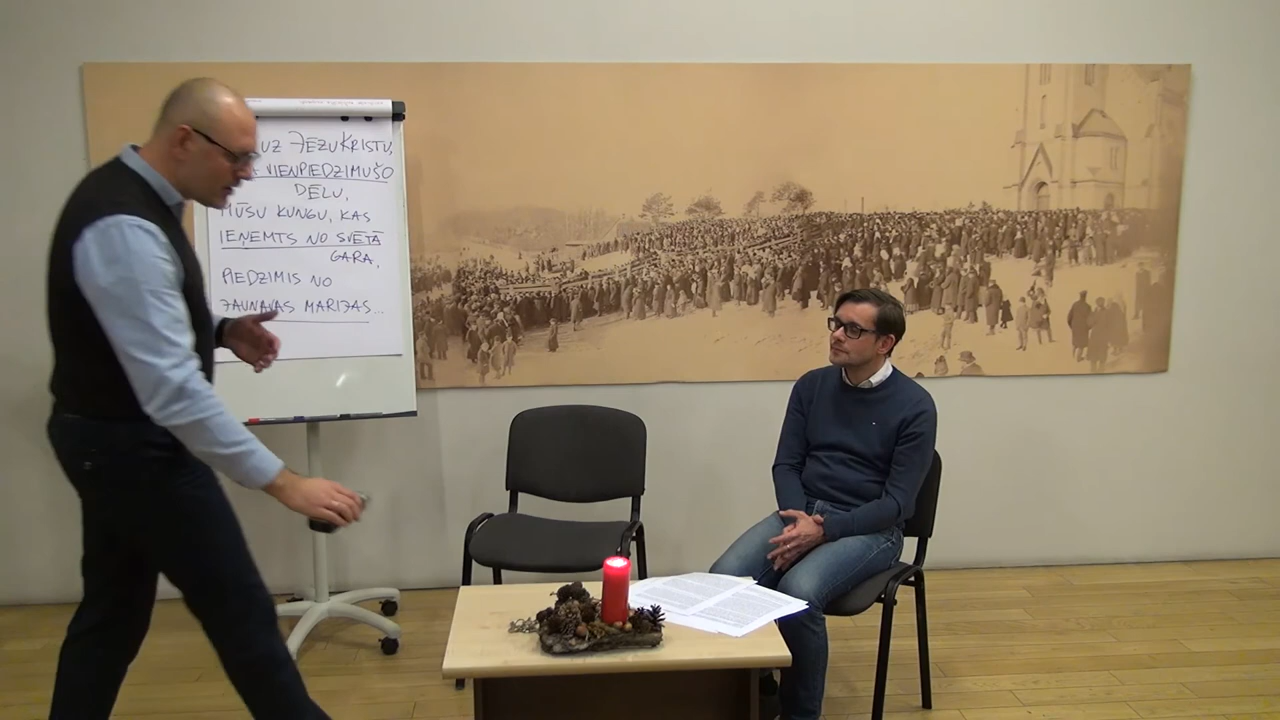 UZ JEZU KRISTU,
VIENPIEDZIMUŠO
DĒLU,
MŪSU KUNGU, KAS
IEŅEMTS NO SVĒTĀ
GARA,
PIEDZIMIS NO
JAUNAVAS MARIJAS...